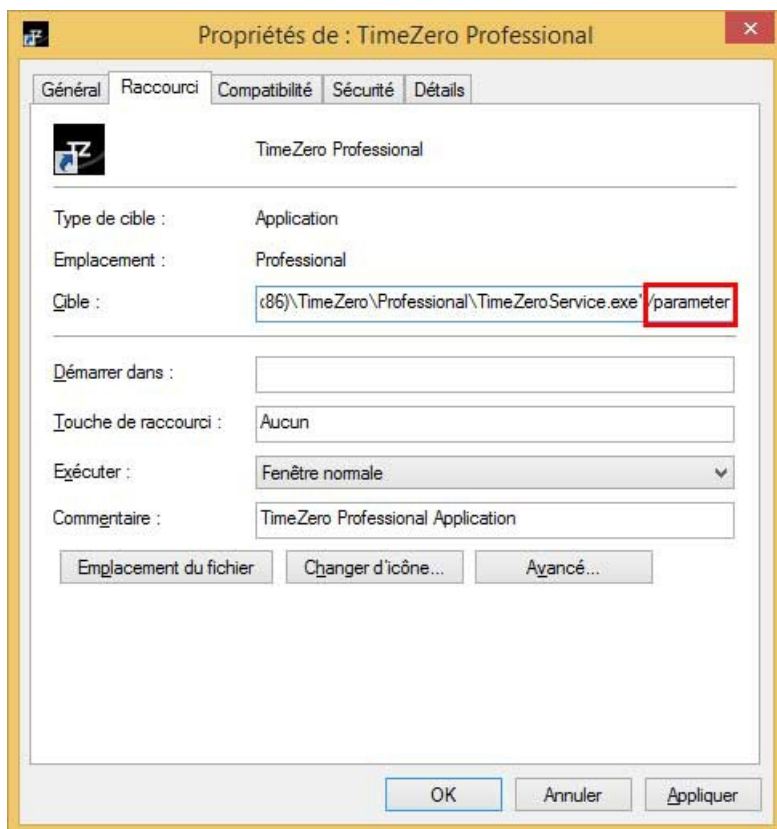 Propriétés de : TimeZero Professional
Général Raccourci Compatibilité Sécurité Détails
TZ
TimeZero Professional
Type de cible : Application
Emplacement : Professional
Cible : x86)\TimeZero\Professional\TimeZeroService.exe" /parameter
Démarrer dans :
Touche de raccourci : Aucun
Exécuter : Fenêtre normale
Commentaire : TimeZero Professional Application
Emplacement du fichier Changer d'icône... Avancé...
OK Annuler Appliquer